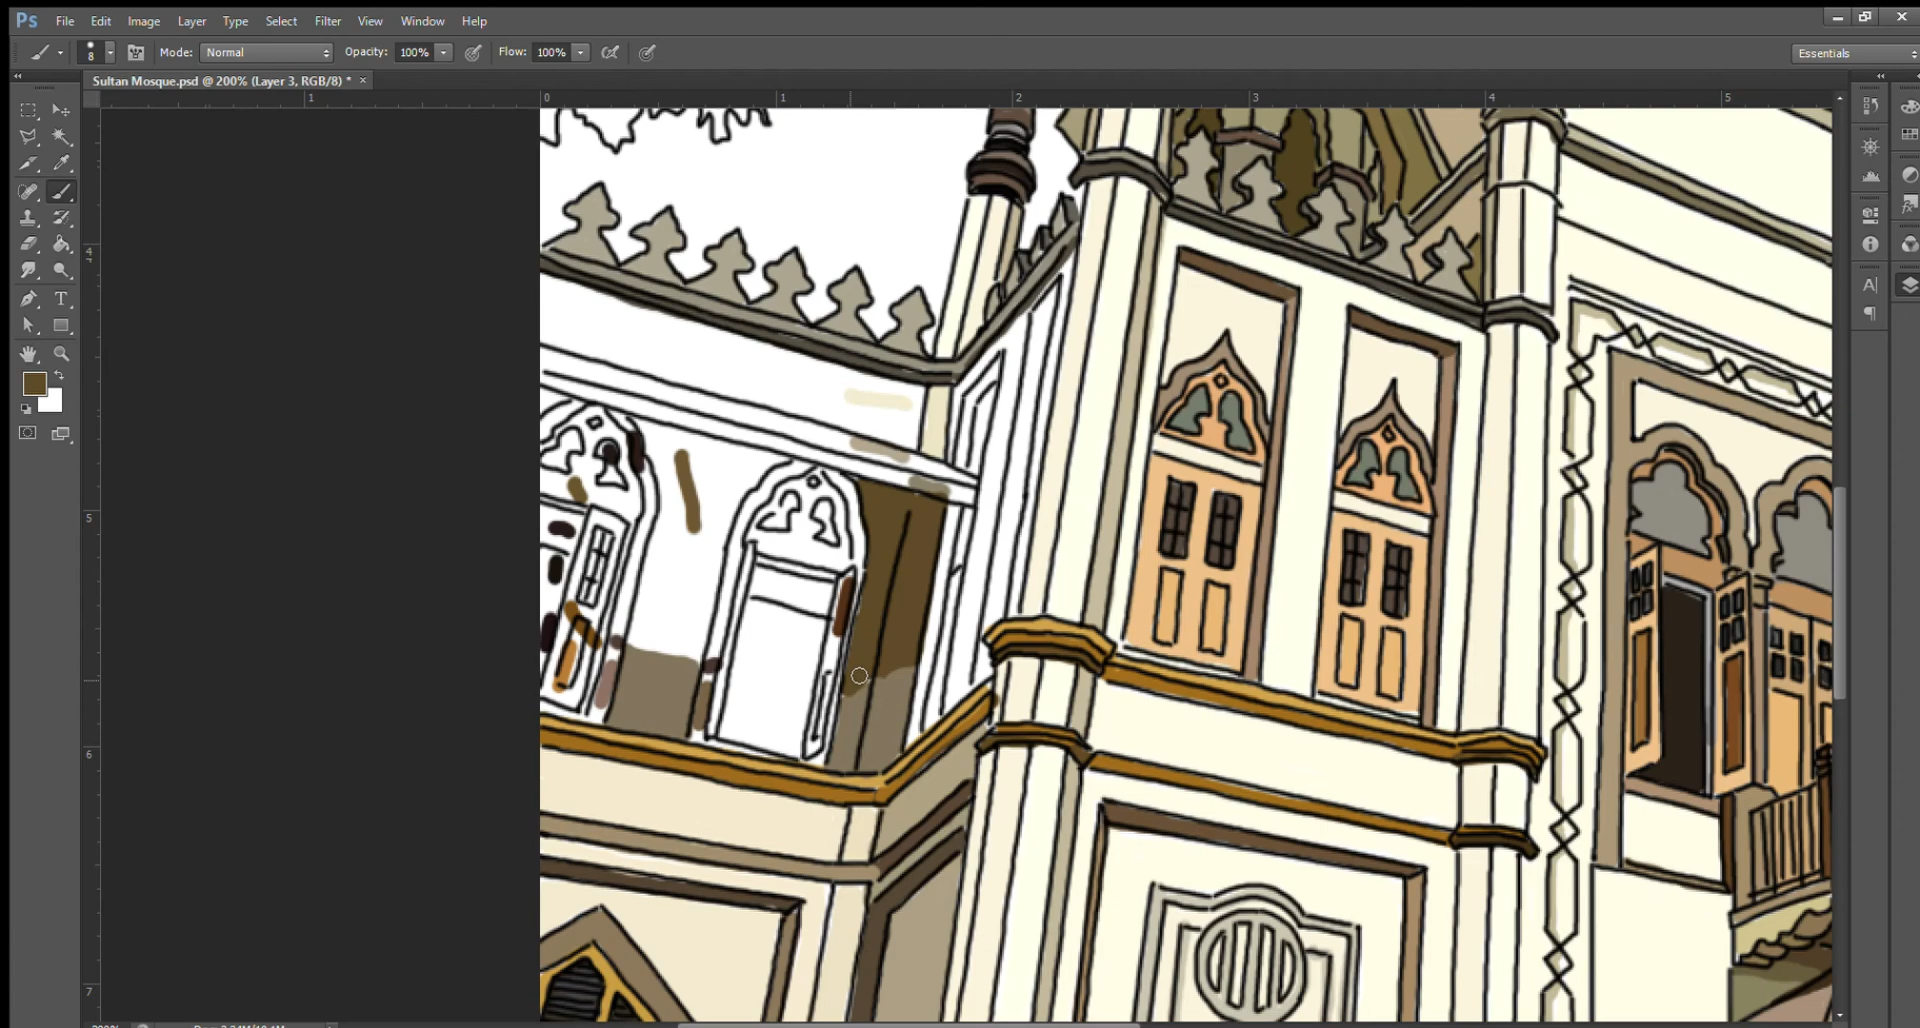 Ps File Edit Image Layer Type Select Filter View Window Help
8 Mode: Normal Opacity: 100% Flow: 100% Essentials
Sultan Mosque.psd @ 200% (Layer 3, RGB/8) *
1 0 1 2 3 4 5
4
5
6
7
T
A